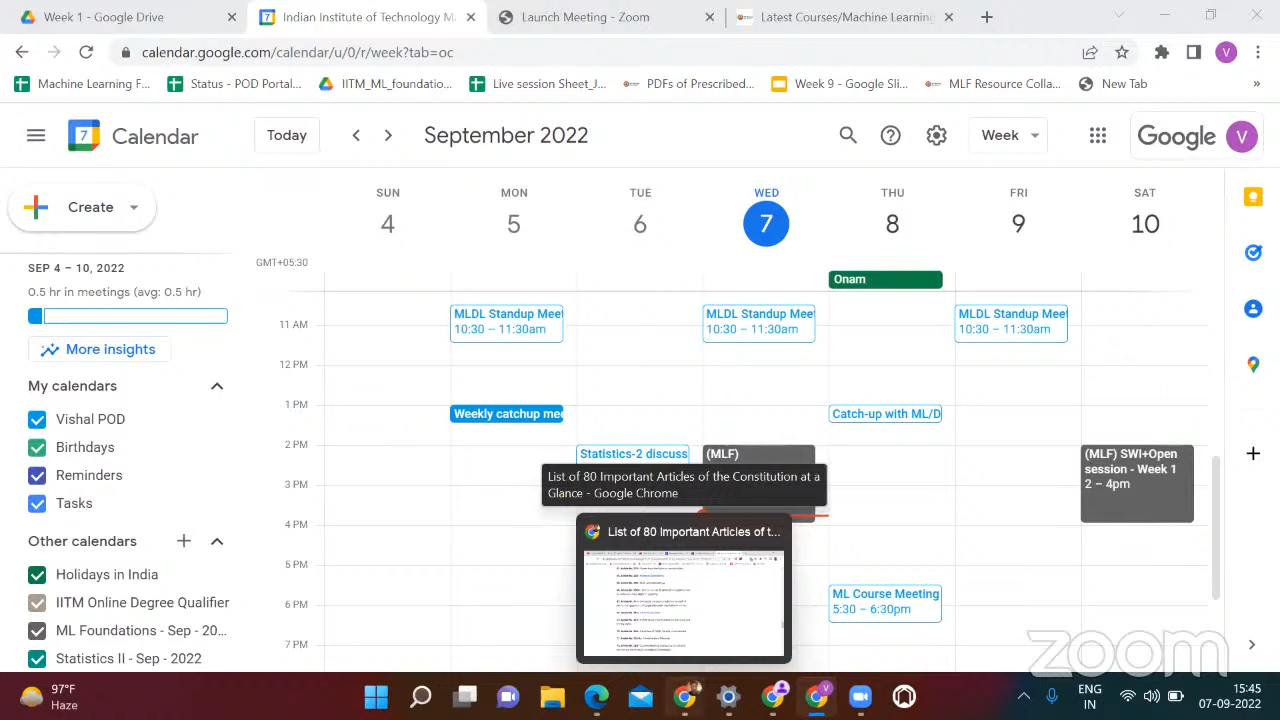 Week 1 - Google Drive
Indian Institute of Technology M
Launch Meeting - Zoom
Latest Courses/Machine Learning
calendar.google.com/calendar/u/0/r/week?tab=oc
V
Machine Learning F...
Status - POD Portal...
IITM_ML_foundatio...
Live session Sheet_J...
PDFs of Prescribed...
Week 9 - Google Sli...
MLF Resource Colla...
New Tab
»
7
Calendar
Today
September 2022
Week
Google
V
Create
SUN
MON
TUE
WED
THU
FRI
SAT
4
5
6
7
8
9
10
GMT+05:30
SEP 4 – 10, 2022
0.5 hr in meetings (avg: 0.5 hr)
More insights
My calendars
Vishal POD
Birthdays
Reminders
Tasks
Other calendars
Holidays in India
ML Foundations - Sep - 20...
Onam
11 AM
12 PM
1 PM
2 PM
3 PM
4 PM
6 PM
7 PM
MLDL Standup Meet
10:30 – 11:30am
MLDL Standup Meet
10:30 – 11:30am
MLDL Standup Meet
10:30 – 11:30am
Weekly catchup mee
Catch-up with ML/D
Statistics-2 discuss
(MLF)
(MLF) SWI+Open
session - Week 1
2 – 4pm
List of 80 Important Articles of the Constitution at a
Glance - Google Chrome
List of 80 Important Articles of t...
ML Course Meeting
5:30 – 6:30pm
zoom
97°F
Haze
ENG
IN
15:45
07-09-2022